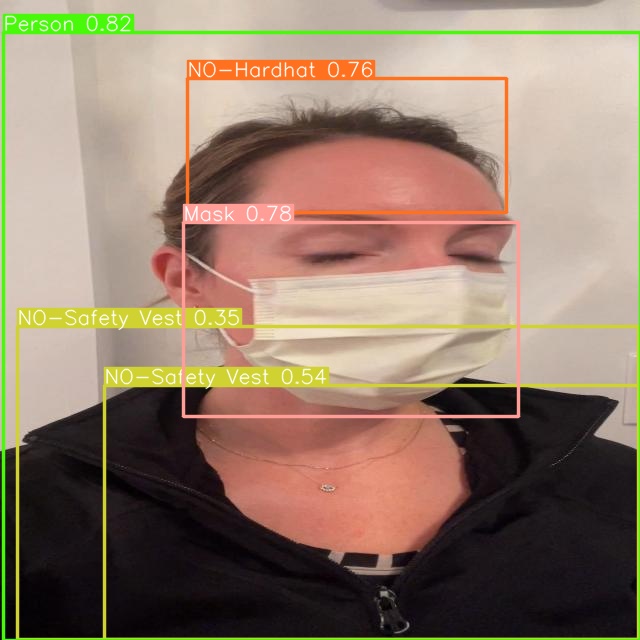 Person 0.82
NO-Hardhat 0.76
Mask 0.78
NO-Safety Vest 0.35
NO-Safety Vest 0.54